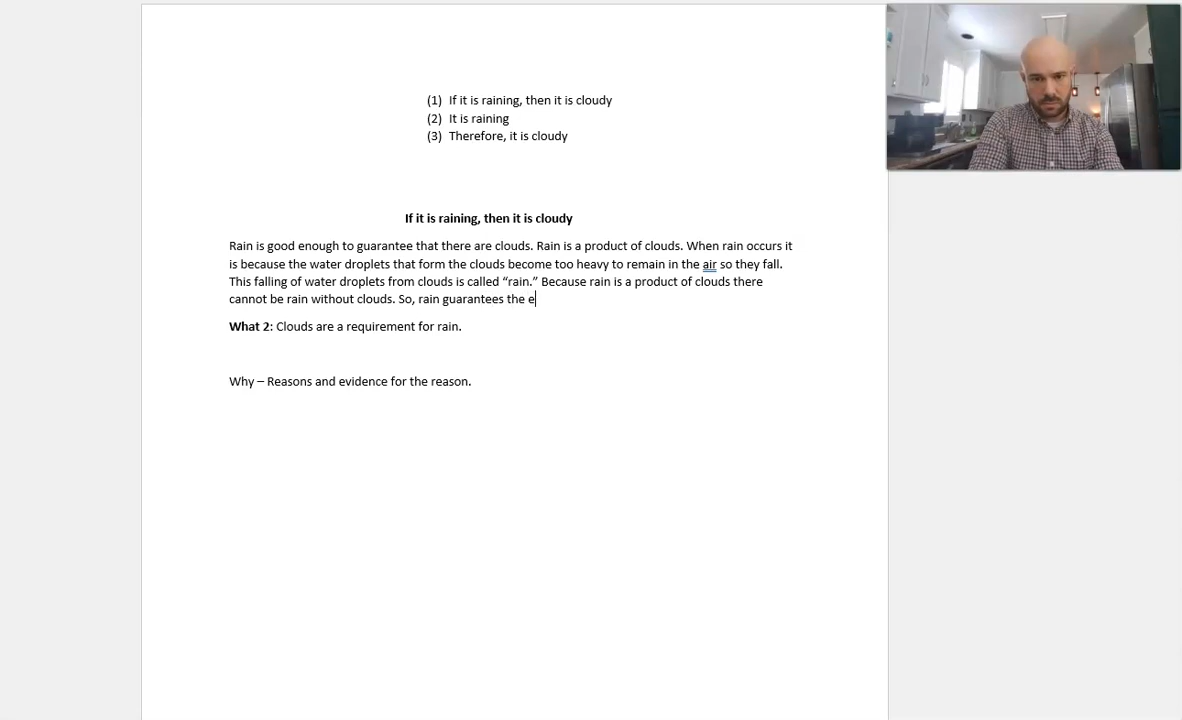 (1) If it is raining, then it is cloudy
(2) It is raining
(3) Therefore, it is cloudy
If it is raining, then it is cloudy
Rain is good enough to guarantee that there are clouds. Rain is a product of clouds. When rain occurs it
is because the water droplets that form the clouds become too heavy to remain in the air so they fall.
This falling of water droplets from clouds is called “rain.” Because rain is a product of clouds there
cannot be rain without clouds. So, rain guarantees the e
What 2: Clouds are a requirement for rain.
Why – Reasons and evidence for the reason.